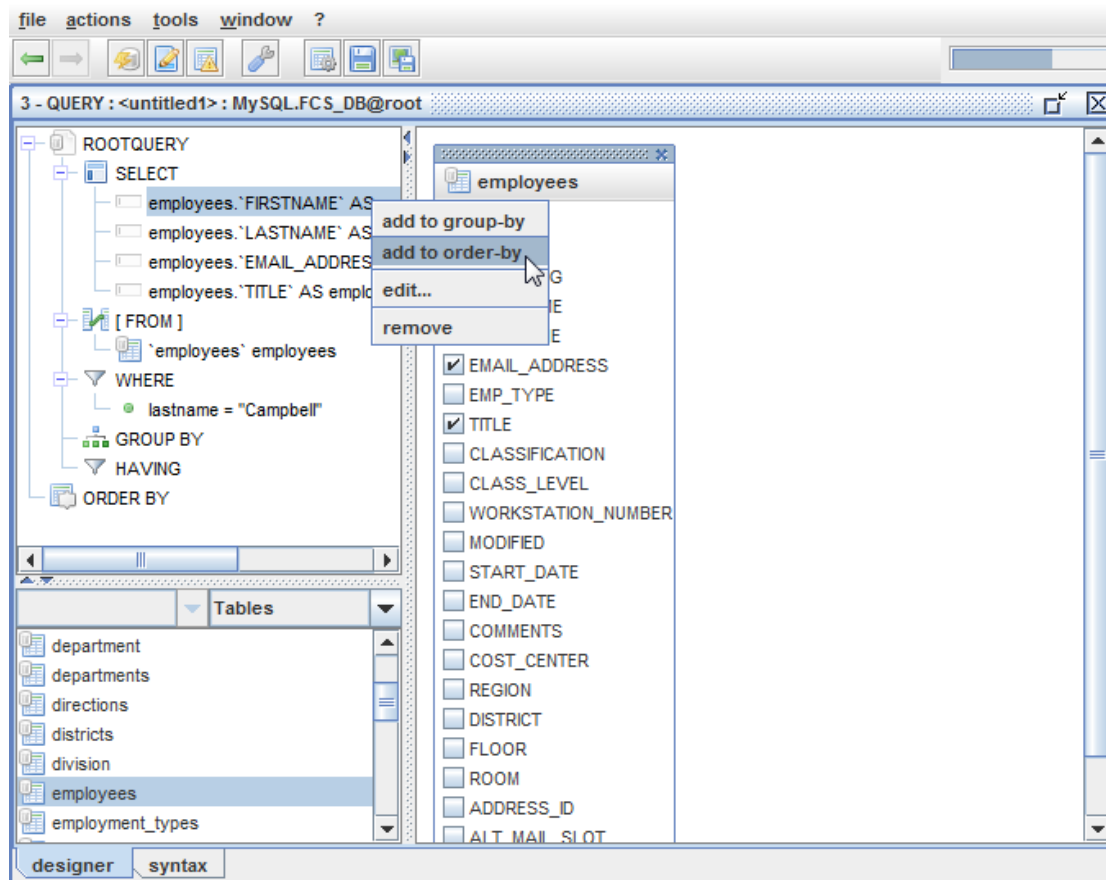 file actions tools window ?
3 - QUERY : <untitled1> : MySQL.FCS_DB@root
ROOTQUERY
SELECT
employees.`FIRSTNAME` AS
employees.`LASTNAME` AS
employees.`EMAIL_ADDRES
employees.`TITLE` AS emplo
[ FROM ]
`employees` employees
WHERE
lastname = "Campbell"
GROUP BY
HAVING
ORDER BY
add to group-by
add to order-by
edit...
remove
employees
G
ME
E
EMAIL_ADDRESS
EMP_TYPE
TITLE
CLASSIFICATION
CLASS_LEVEL
WORKSTATION_NUMBER
MODIFIED
START_DATE
END_DATE
COMMENTS
COST_CENTER
REGION
DISTRICT
FLOOR
ROOM
ADDRESS_ID
ALT_MAIL_SLOT
Tables
department
departments
directions
districts
division
employees
employment_types
designer syntax